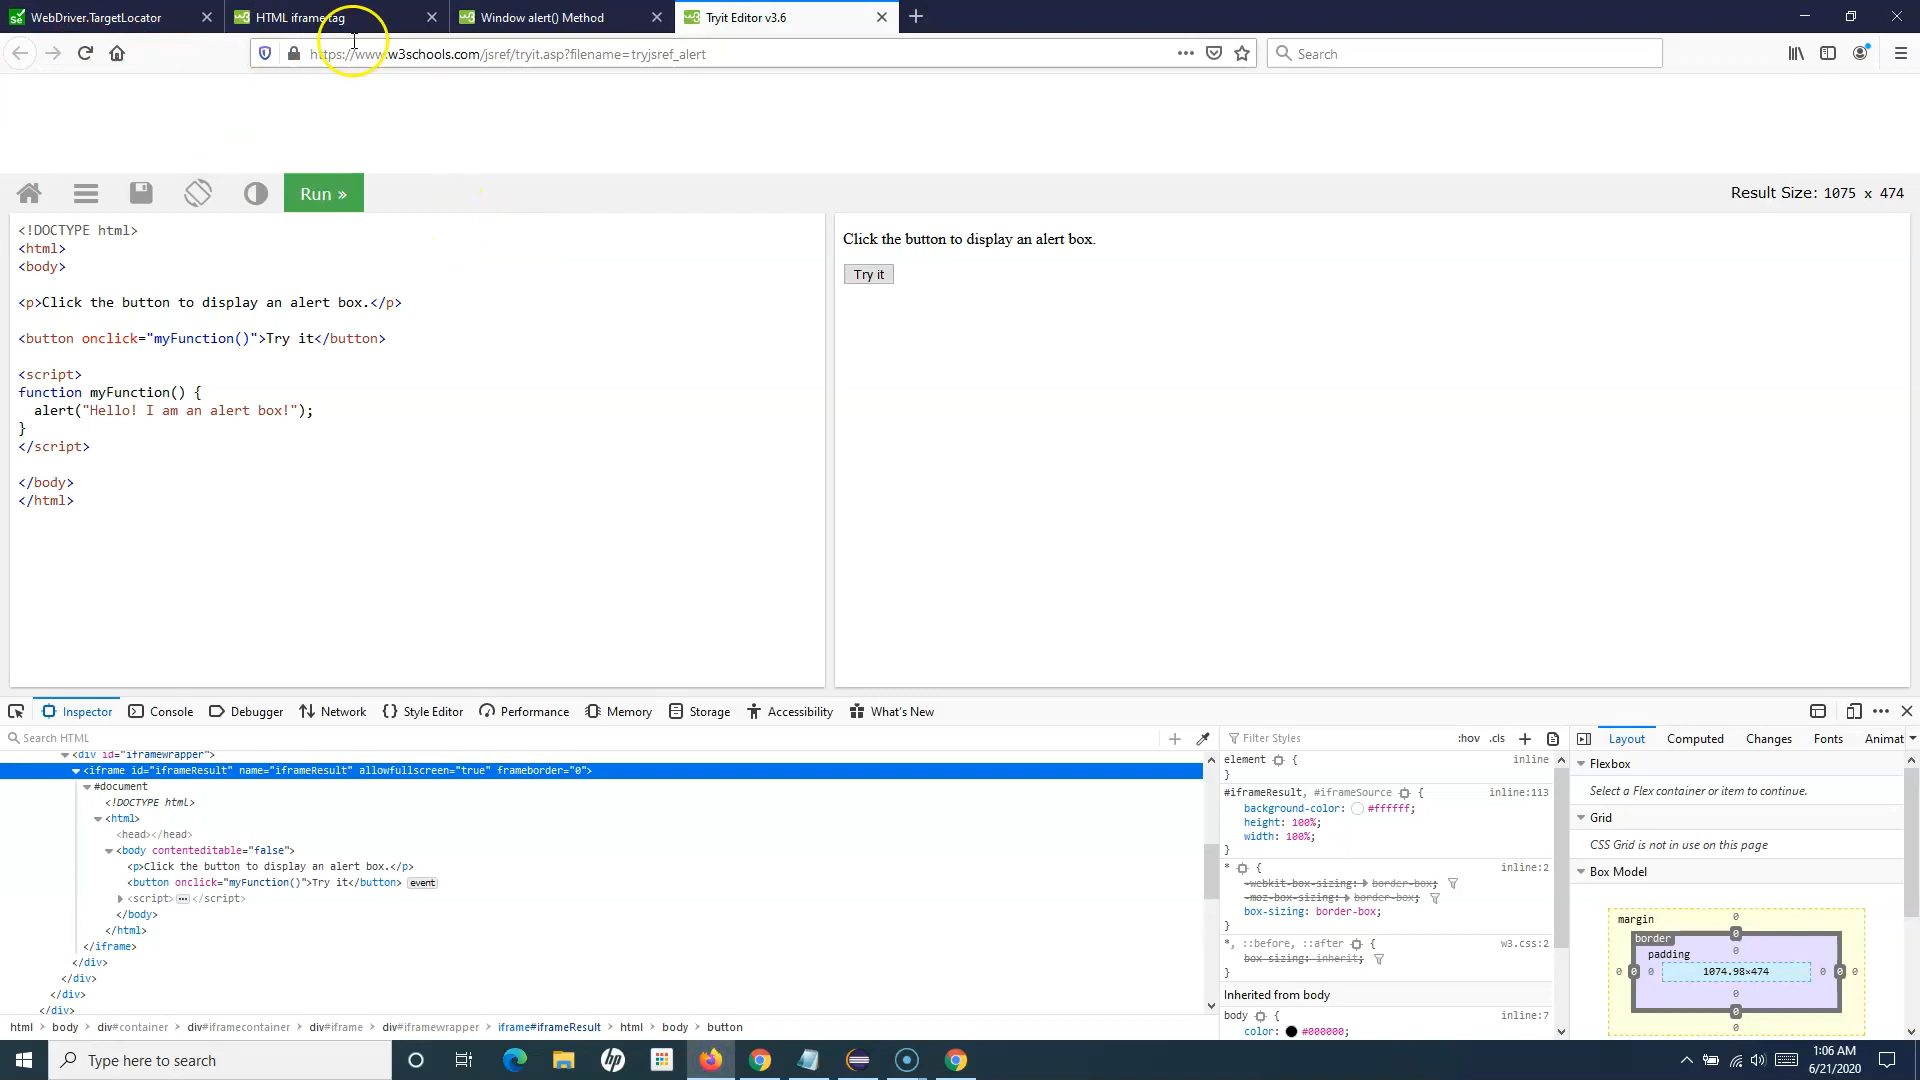 WebDriver.TargetLocator
HTML iframe tag
Window alert() Method
Tryit Editor v3.6
https://www.w3schools.com/jsref/tryit.asp?filename=tryjsref_alert
Search
Run »
Result Size: 1075 x 474
<!DOCTYPE html>
<html>
<body>
<p>Click the button to display an alert box.</p>
<button onclick="myFunction()">Try it</button>
<script>
function myFunction() {
alert("Hello! I am an alert box!");
}
</script>
</body>
</html>
Click the button to display an alert box.
Try it
Inspector Console Debugger Network Style Editor Performance Memory Storage Accessibility What's New
Search HTML
<div id="iframewrapper">
<iframe id="iframeResult" name="iframeResult" allowfullscreen="true" frameborder="0">
#document
<!DOCTYPE html>
<html>
<head></head>
<body contenteditable="false">
<p>Click the button to display an alert box.</p>
<button onclick="myFunction()">Try it</button> event
<script> ••• </script>
</body>
</html>
</iframe>
</div>
</div>
</div>
</div>
html body div#container div#iframecontainer div#iframe div#iframewrapper iframe#iframeResult html body button
Filter Styles :hov .cls
element { inline
}
#iframeResult, #iframeSource { inline:113
background-color: #ffffff;
height: 100%;
width: 100%;
}
* { inline:2
-webkit-box-sizing: border-box;
-moz-box-sizing: border-box;
box-sizing: border-box;
}
*, ::before, ::after { w3.css:2
box-sizing: inherit;
}
Inherited from body
body { inline:7
color: #000000;
Layout Computed Changes Fonts Animat
Flexbox
Select a Flex container or item to continue.
Grid
CSS Grid is not in use on this page
Box Model
margin 0
border 0
padding 0
0 0 0 1074.98×474 0 0 0
0
0
0
Type here to search
1:06 AM
6/21/2020